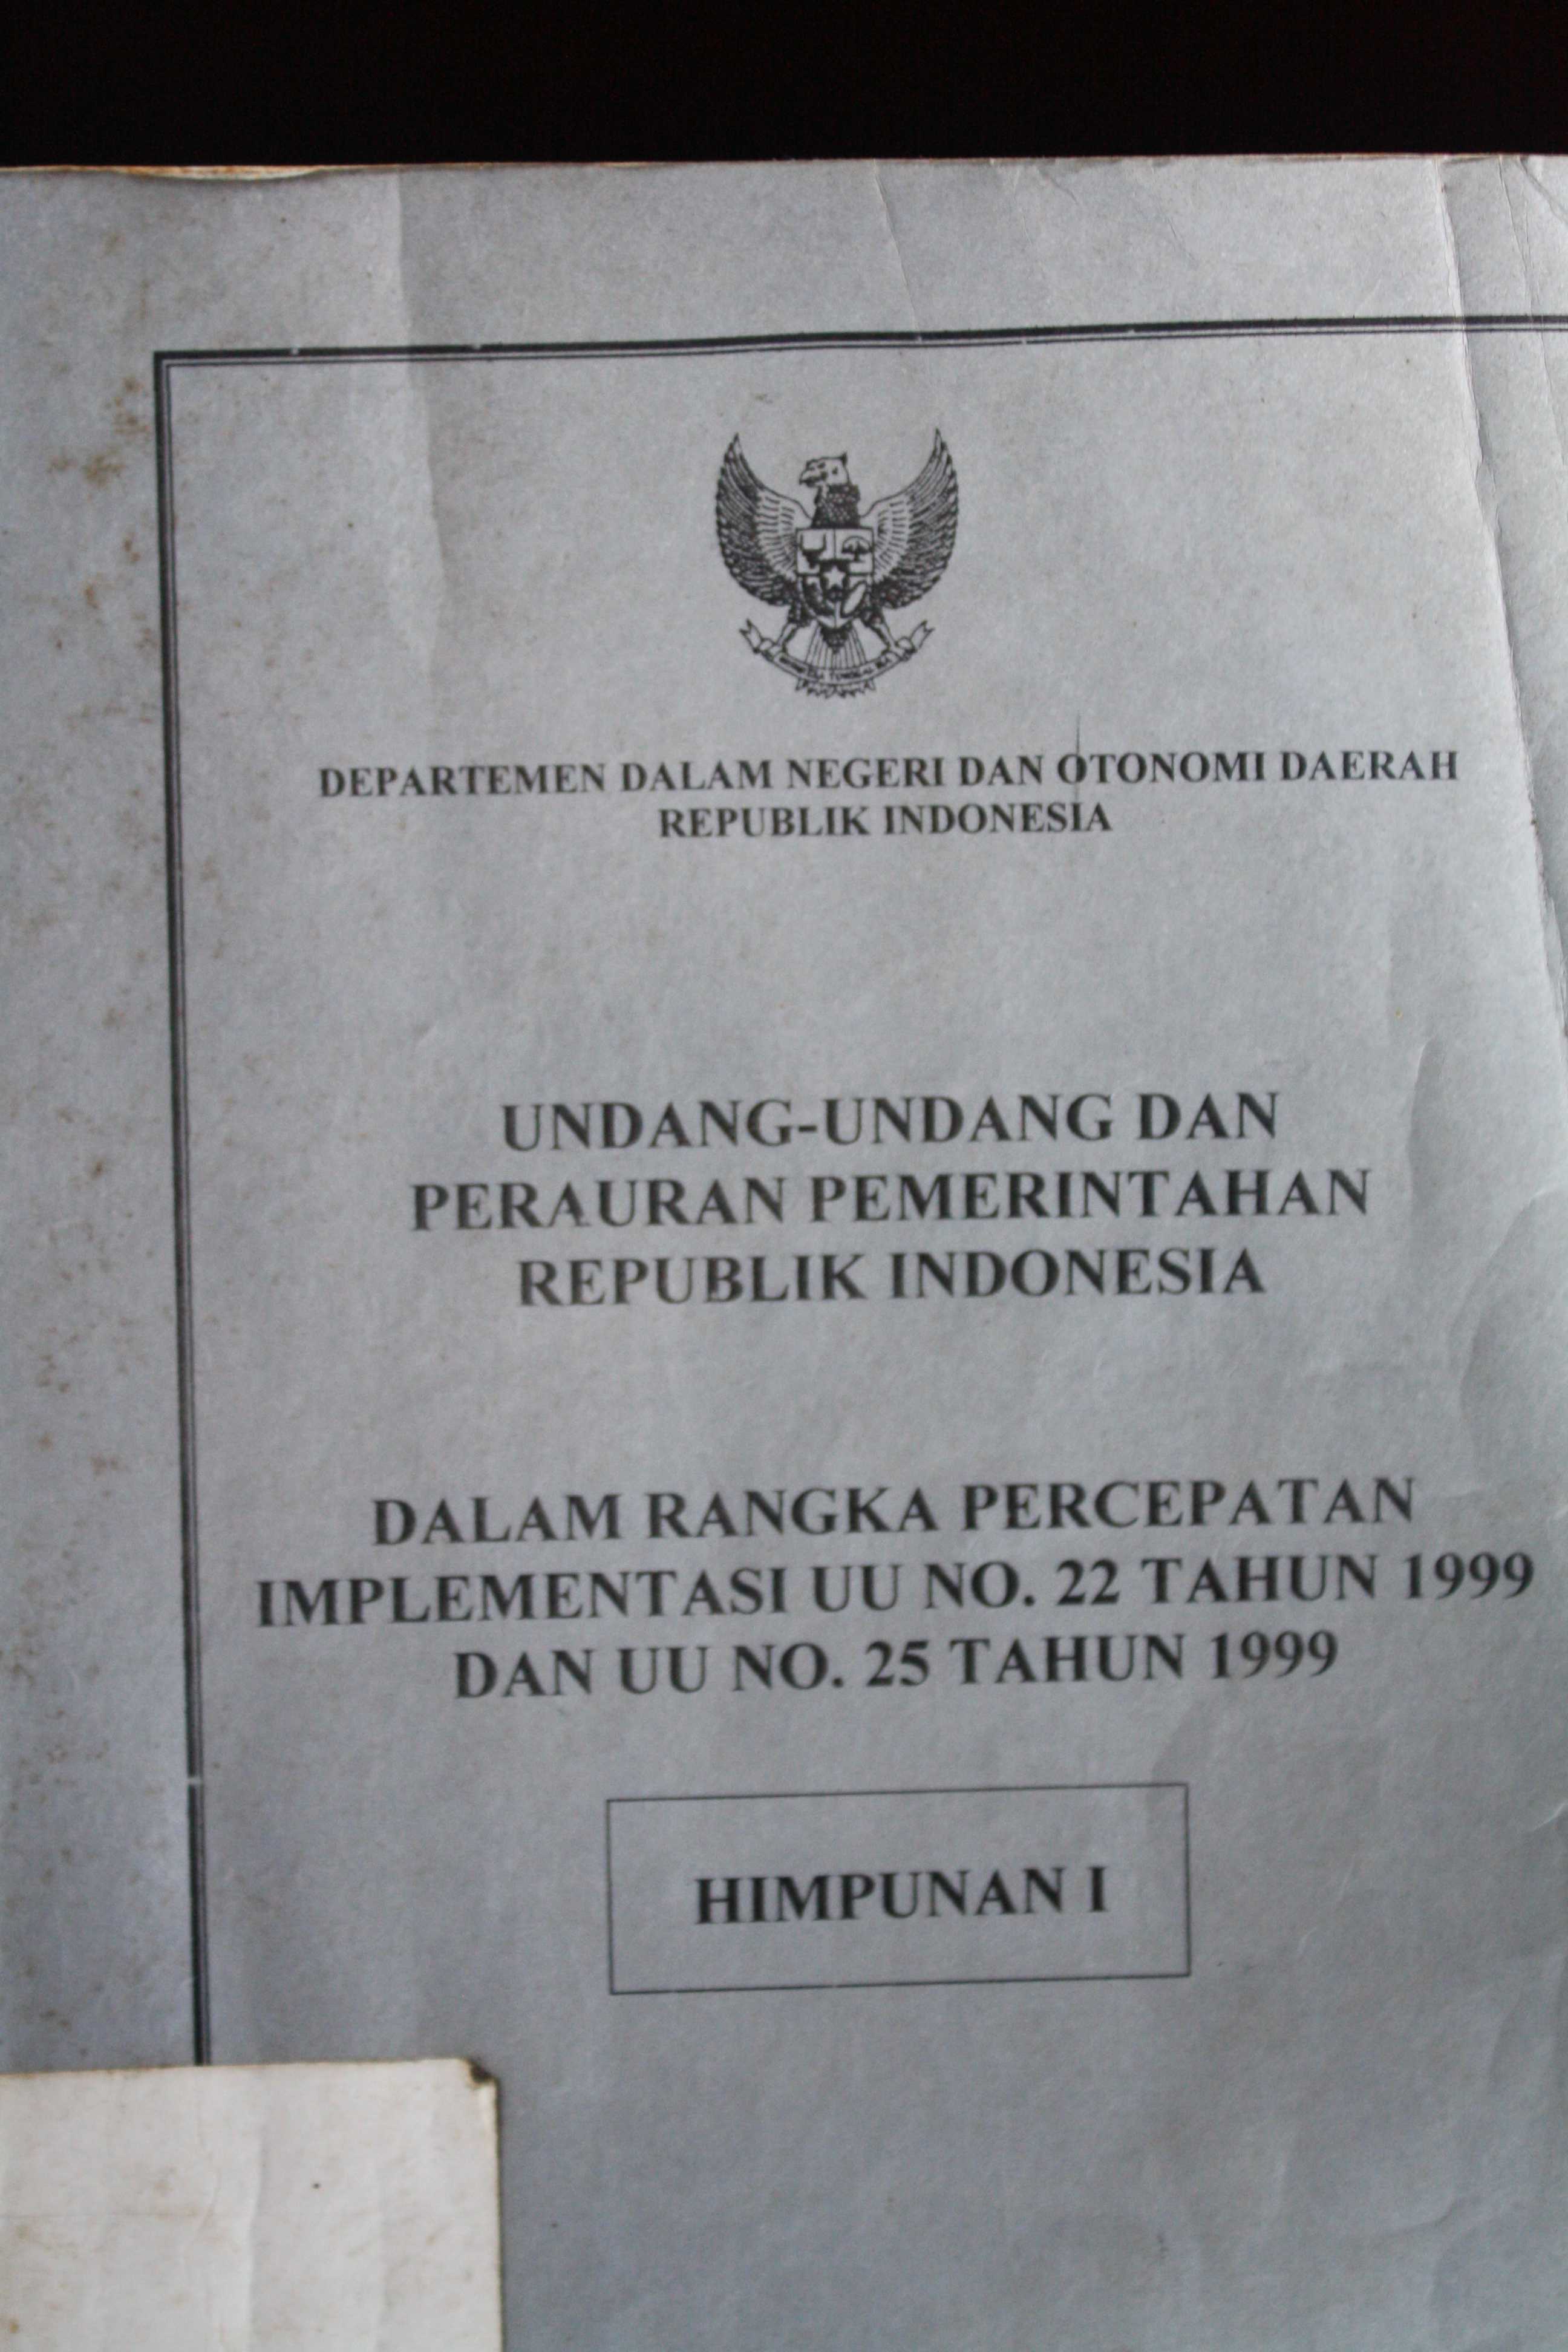 DEPARTEMEN DALAM NEGERI DAN OTONOMI DAERAH
REPUBLIK INDONESIA
UNDANG-UNDANG DAN
PERAURAN PEMERINTAHAN
REPUBLIK INDONESIA
DALAM RANGKA PERCEPATAN
IMPLEMENTASI UU NO. 22 TAHUN 1999
DAN UU NO. 25 TAHUN 1999
HIMPUNAN I